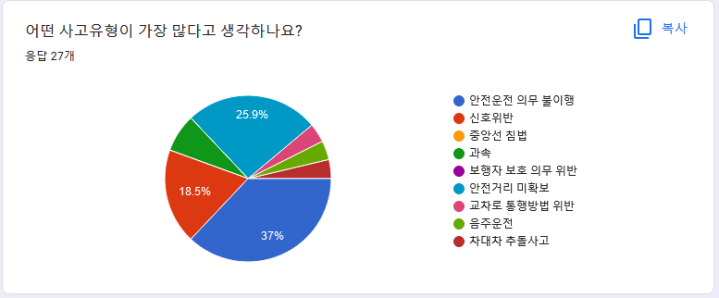 어떤 사고유형이 가장 많다고 생각하나요?
복사
응답 27개
25.9%
18.5%
37%
안전운전 의무 불이행
신호위반
중앙선 침법
과속
보행자 보호 의무 위반
안전거리 미확보
교차로 통행방법 위반
음주운전
차대차 추돌사고